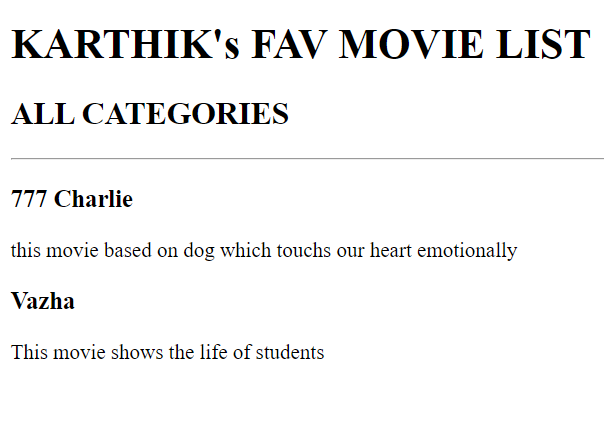 KARTHIK's FAV MOVIE LIST
ALL CATEGORIES
777 Charlie
this movie based on dog which touchs our heart emotionally
Vazha
This movie shows the life of students